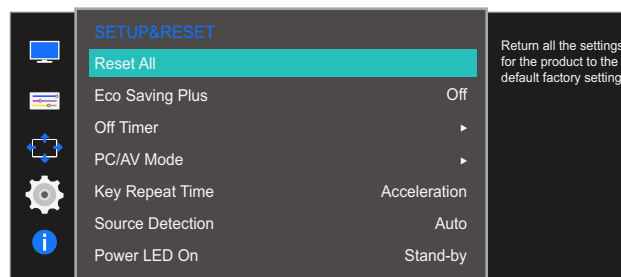 SETUP&RESET
Reset All
Eco Saving Plus Off
Off Timer
PC/AV Mode
Key Repeat Time Acceleration
Source Detection Auto
Power LED On Stand-by
Return all the settings
for the product to the
default factory setting